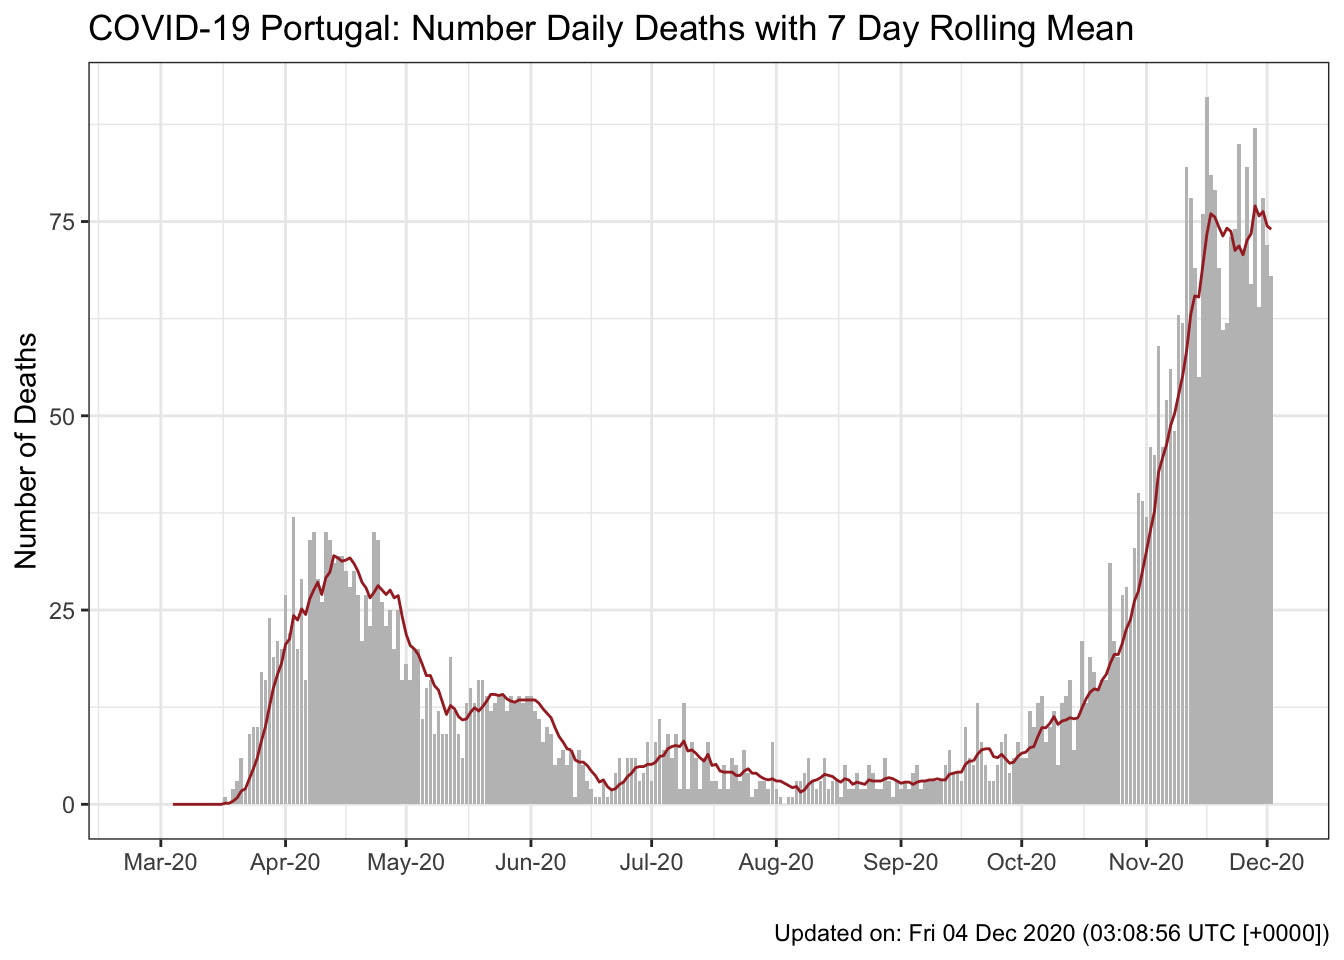 COVID-19 Portugal: Number Daily Deaths with 7 Day Rolling Mean
Number of Deaths
75
50
25
0
Mar-20 Apr-20 May-20 Jun-20 Jul-20 Aug-20 Sep-20 Oct-20 Nov-20 Dec-20
Updated on: Fri 04 Dec 2020 (03:08:56 UTC [+0000])